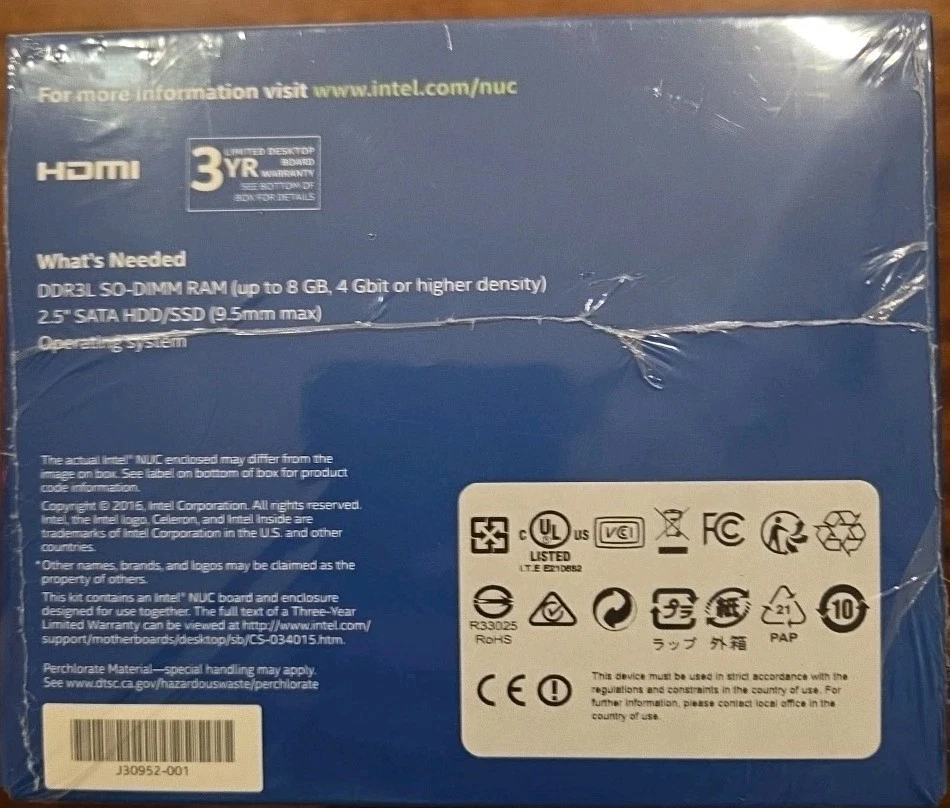 For more information visit www.intel.com/nuc
HDMI
3 YR LIMITED DESKTOP
BOARD
WARRANTY
SEE BOTTOM OF
BOX FOR DETAILS
What's Needed
DDR3L SO-DIMM RAM (up to 8 GB, 4 Gbit or higher density)
2.5" SATA HDD/SSD (9.5mm max)
Operating system
The actual Intel® NUC enclosed may differ from the
image on box. See label on bottom of box for product
code information.
Copyright © 2016, Intel Corporation. All rights reserved.
Intel, the Intel logo, Celeron, and Intel Inside are
trademarks of Intel Corporation in the U.S. and other
countries.
*Other names, brands, and logos may be claimed as the
property of others.
This kit contains an Intel® NUC board and enclosure
designed for use together. The full text of a Three-Year
Limited Warranty can be viewed at http://www.intel.com/
support/motherboards/desktop/sb/CS-034015.htm.
Perchlorate Material—special handling may apply.
See www.dtsc.ca.gov/hazardouswaste/perchlorate
J30952-001
C UL US
LISTED
I.T.E E210882
VCI
FC
R33025
RoHS
プラ
ラップ
紙
外箱
21
PAP
10
CE
This device must be used in strict accordance with the
regulations and constraints in the country of use. For
further information, please contact local office in the
country of use.